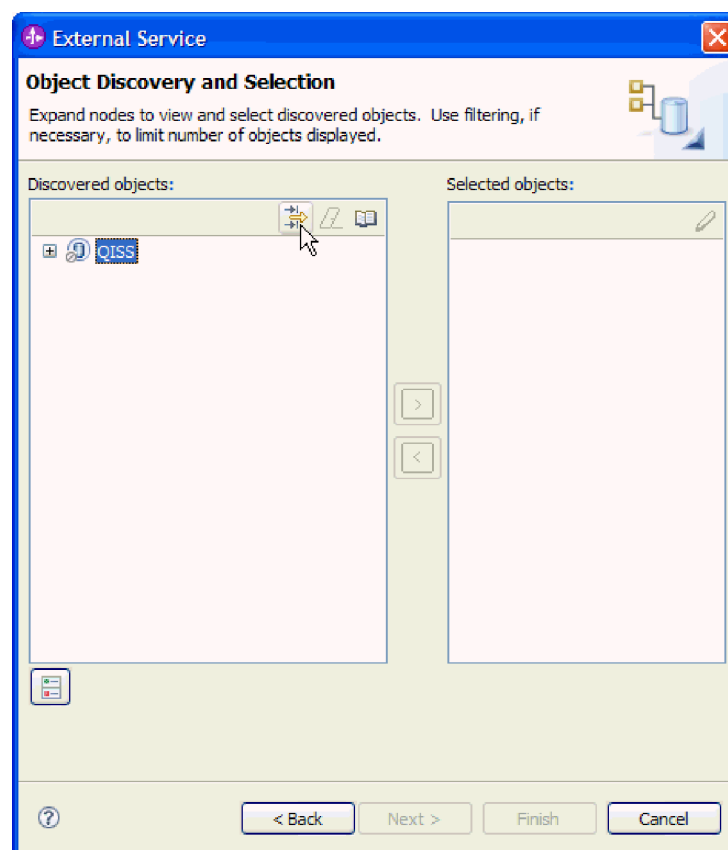 External Service
Object Discovery and Selection
Expand nodes to view and select discovered objects. Use filtering, if
necessary, to limit number of objects displayed.
Discovered objects:
Selected objects:
QISS
>
<
< Back
Next >
Finish
Cancel